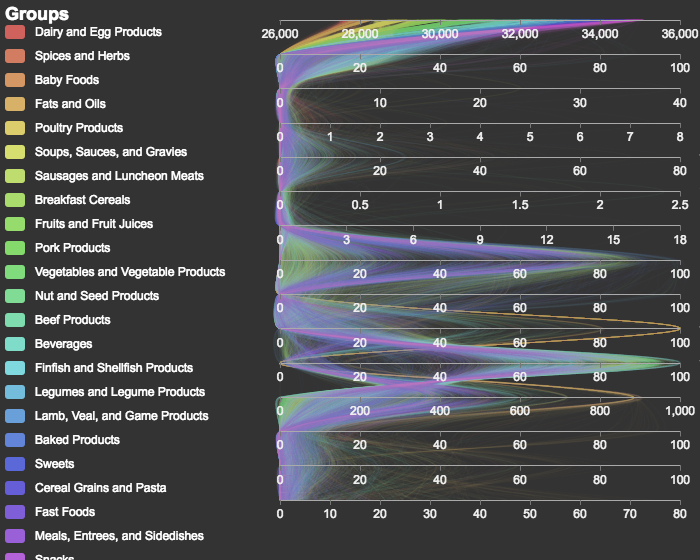 Groups
Dairy and Egg Products
Spices and Herbs
Baby Foods
Fats and Oils
Poultry Products
Soups, Sauces, and Gravies
Sausages and Luncheon Meats
Breakfast Cereals
Fruits and Fruit Juices
Pork Products
Vegetables and Vegetable Products
Nut and Seed Products
Beef Products
Beverages
Finfish and Shellfish Products
Legumes and Legume Products
Lamb, Veal, and Game Products
Baked Products
Sweets
Cereal Grains and Pasta
Fast Foods
Meals, Entrees, and Sidedishes
Snacks
26,000 28,000 30,000 32,000 34,000 36,000
0 20 40 60 80 100
0 10 20 30 40
0 1 2 3 4 5 6 7 8
0 20 40 60 80
0 0.5 1 1.5 2 2.5
0 3 6 9 12 15 18
0 20 40 60 80 100
0 20 40 60 80 100
0 20 40 60 80 100
0 20 40 60 80 100
0 200 400 600 800 1,000
0 20 40 60 80 100
0 20 40 60 80 100
0 10 20 30 40 50 60 70 80